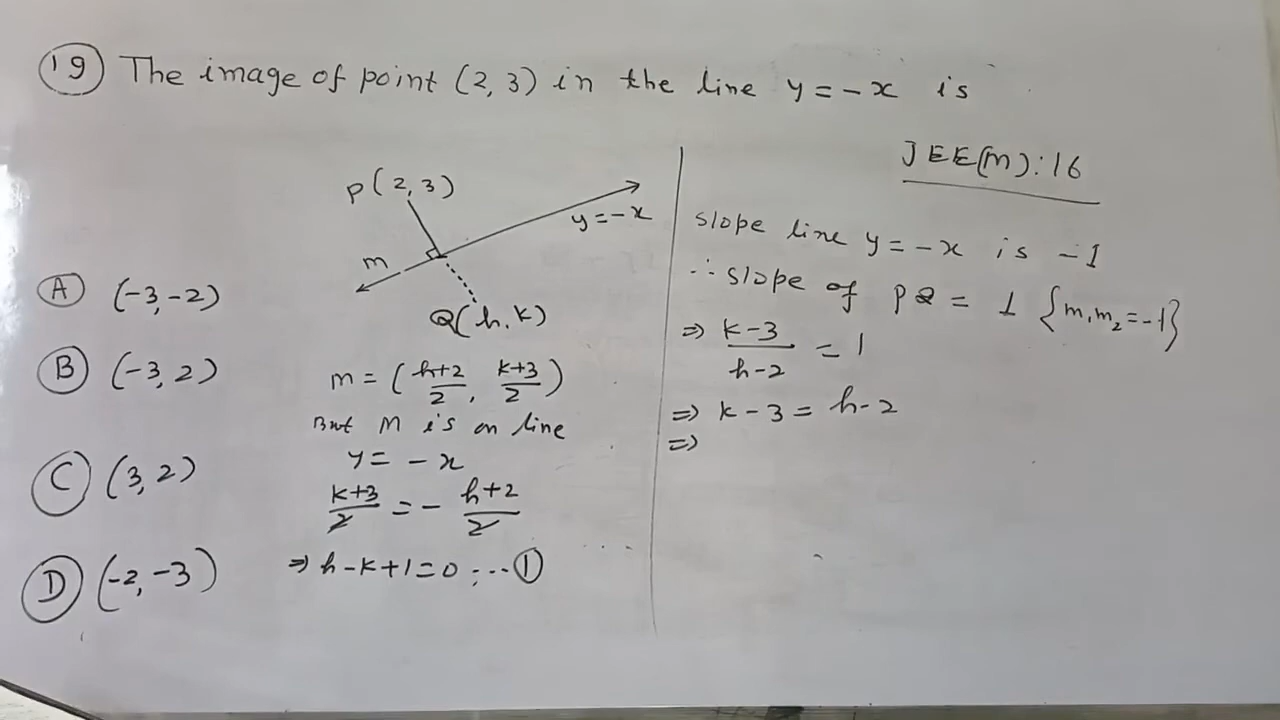 19 The image of point (2, 3) in the line y = -x is
JEE(m): 16
P(2, 3)
y = -x
m
Q(h, k)
A (-3, -2)
B (-3, 2)
C (3, 2)
D (-2, -3)
m = (h+2/2, k+3/2)
But M is on line
y = -x
k+3/2 = - h+2/2
⇒ h-k+1=0 ;... ①
slope line y = -x is -1
∴ slope of PQ = 1 {m₁m₂ = -1}
⇒ k-3/h-2 = 1
⇒ k-3 = h-2
⇒